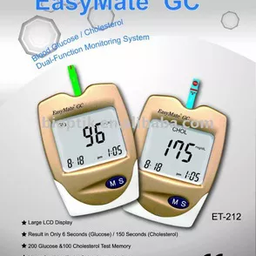 EasyMate® GC
Blood Glucose / Cholesterol
Dual-Function Monitoring System
EasyMate® GC
96
8-18 1:05
M S
EasyMate® GC
CHOL
175
8-18 1:05
M S
ET-212
★ Large LCD Display
★ Result in Only 6 Seconds (Glucose) / 150 Seconds (Cholesterol)
★ 200 Glucose &100 Cholesterol Test Memory